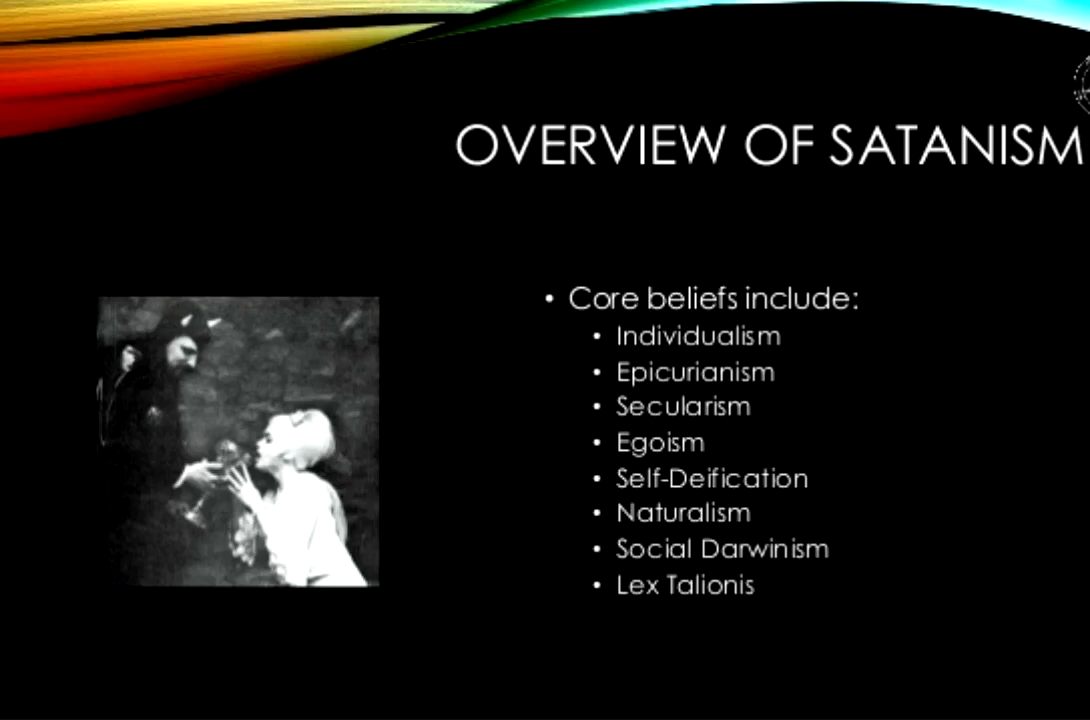 OVERVIEW OF SATANISM
• Core beliefs include:
• Individualism
• Epicurianism
• Secularism
• Egoism
• Self-Deification
• Naturalism
• Social Darwinism
• Lex Talionis